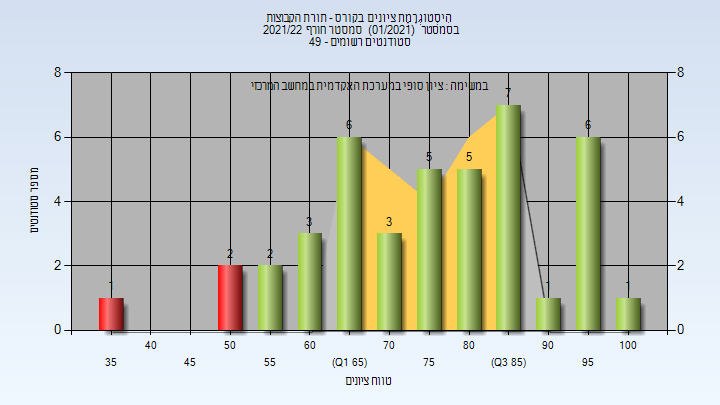 היסטוגרמת ציונים בקורס - תורת הקבוצות
בסמסטר (01/2021) סמסטר חורף 2021/22
סטודנטים רשומים - 49
במשימה : ציון סופי במערכת האקדמית במחשב המרכזי
מספר סטודנטים
8 8
6 6
4 4
2 2
0 0
1 2 2 3 6 3 5 5 7 1 6 1
40 50 60 70 80 90 100
35 45 55 (Q1 65) 75 (Q3 85) 95
טווח ציונים